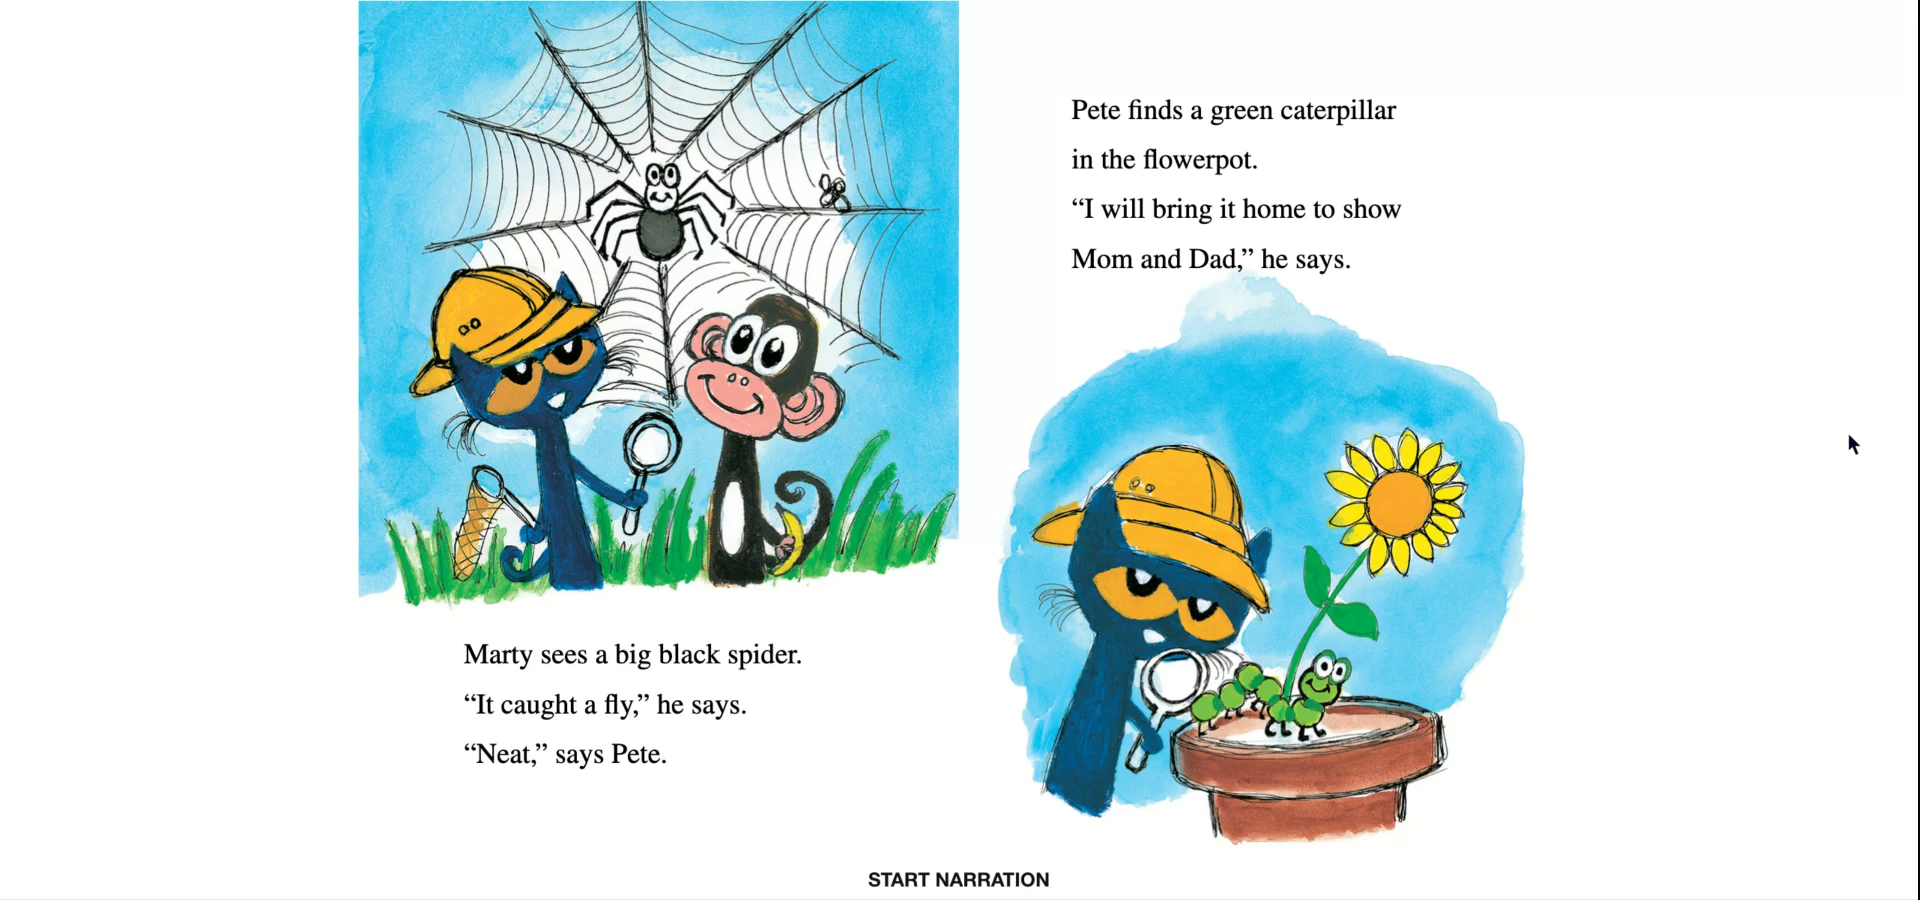 Marty sees a big black spider.
“It caught a fly,” he says.
“Neat,” says Pete.
Pete finds a green caterpillar
in the flowerpot.
“I will bring it home to show
Mom and Dad,” he says.
START NARRATION